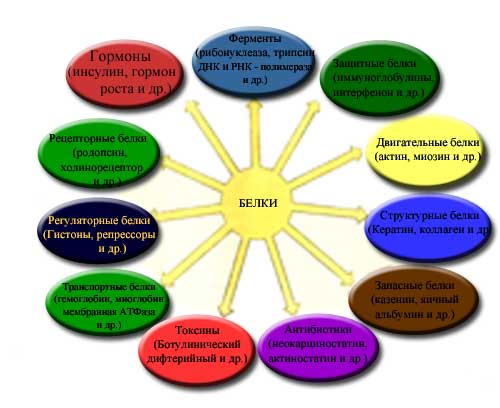 Гормоны
(инсулин, гормон
роста и др.)
Ферменты
(рибонуклеаза, трипсин
ДНК и РНК - полимераза
и др.)
Защитные белки
(иммуноглобулины,
интерферон и др.)
Рецепторные белки
(родопсин,
холинорецептор
и др.)
Двигательные белки
(актин, миозин и др.)
БЕЛКИ
Регуляторные белки
(Гистоны, репрессоры
и др.)
Структурные белки
(Кератин, коллаген и др
Транспортные белки
(гемоглобин, миоглобин
мембранная АТФаза
и др.)
Запасные белки
(казенин, яичный
альбумин и др.)
Токсины
(Ботулинический
дифтерийный и др.)
Антибиотики
(неокарциностатин,
актиностатин и др.)